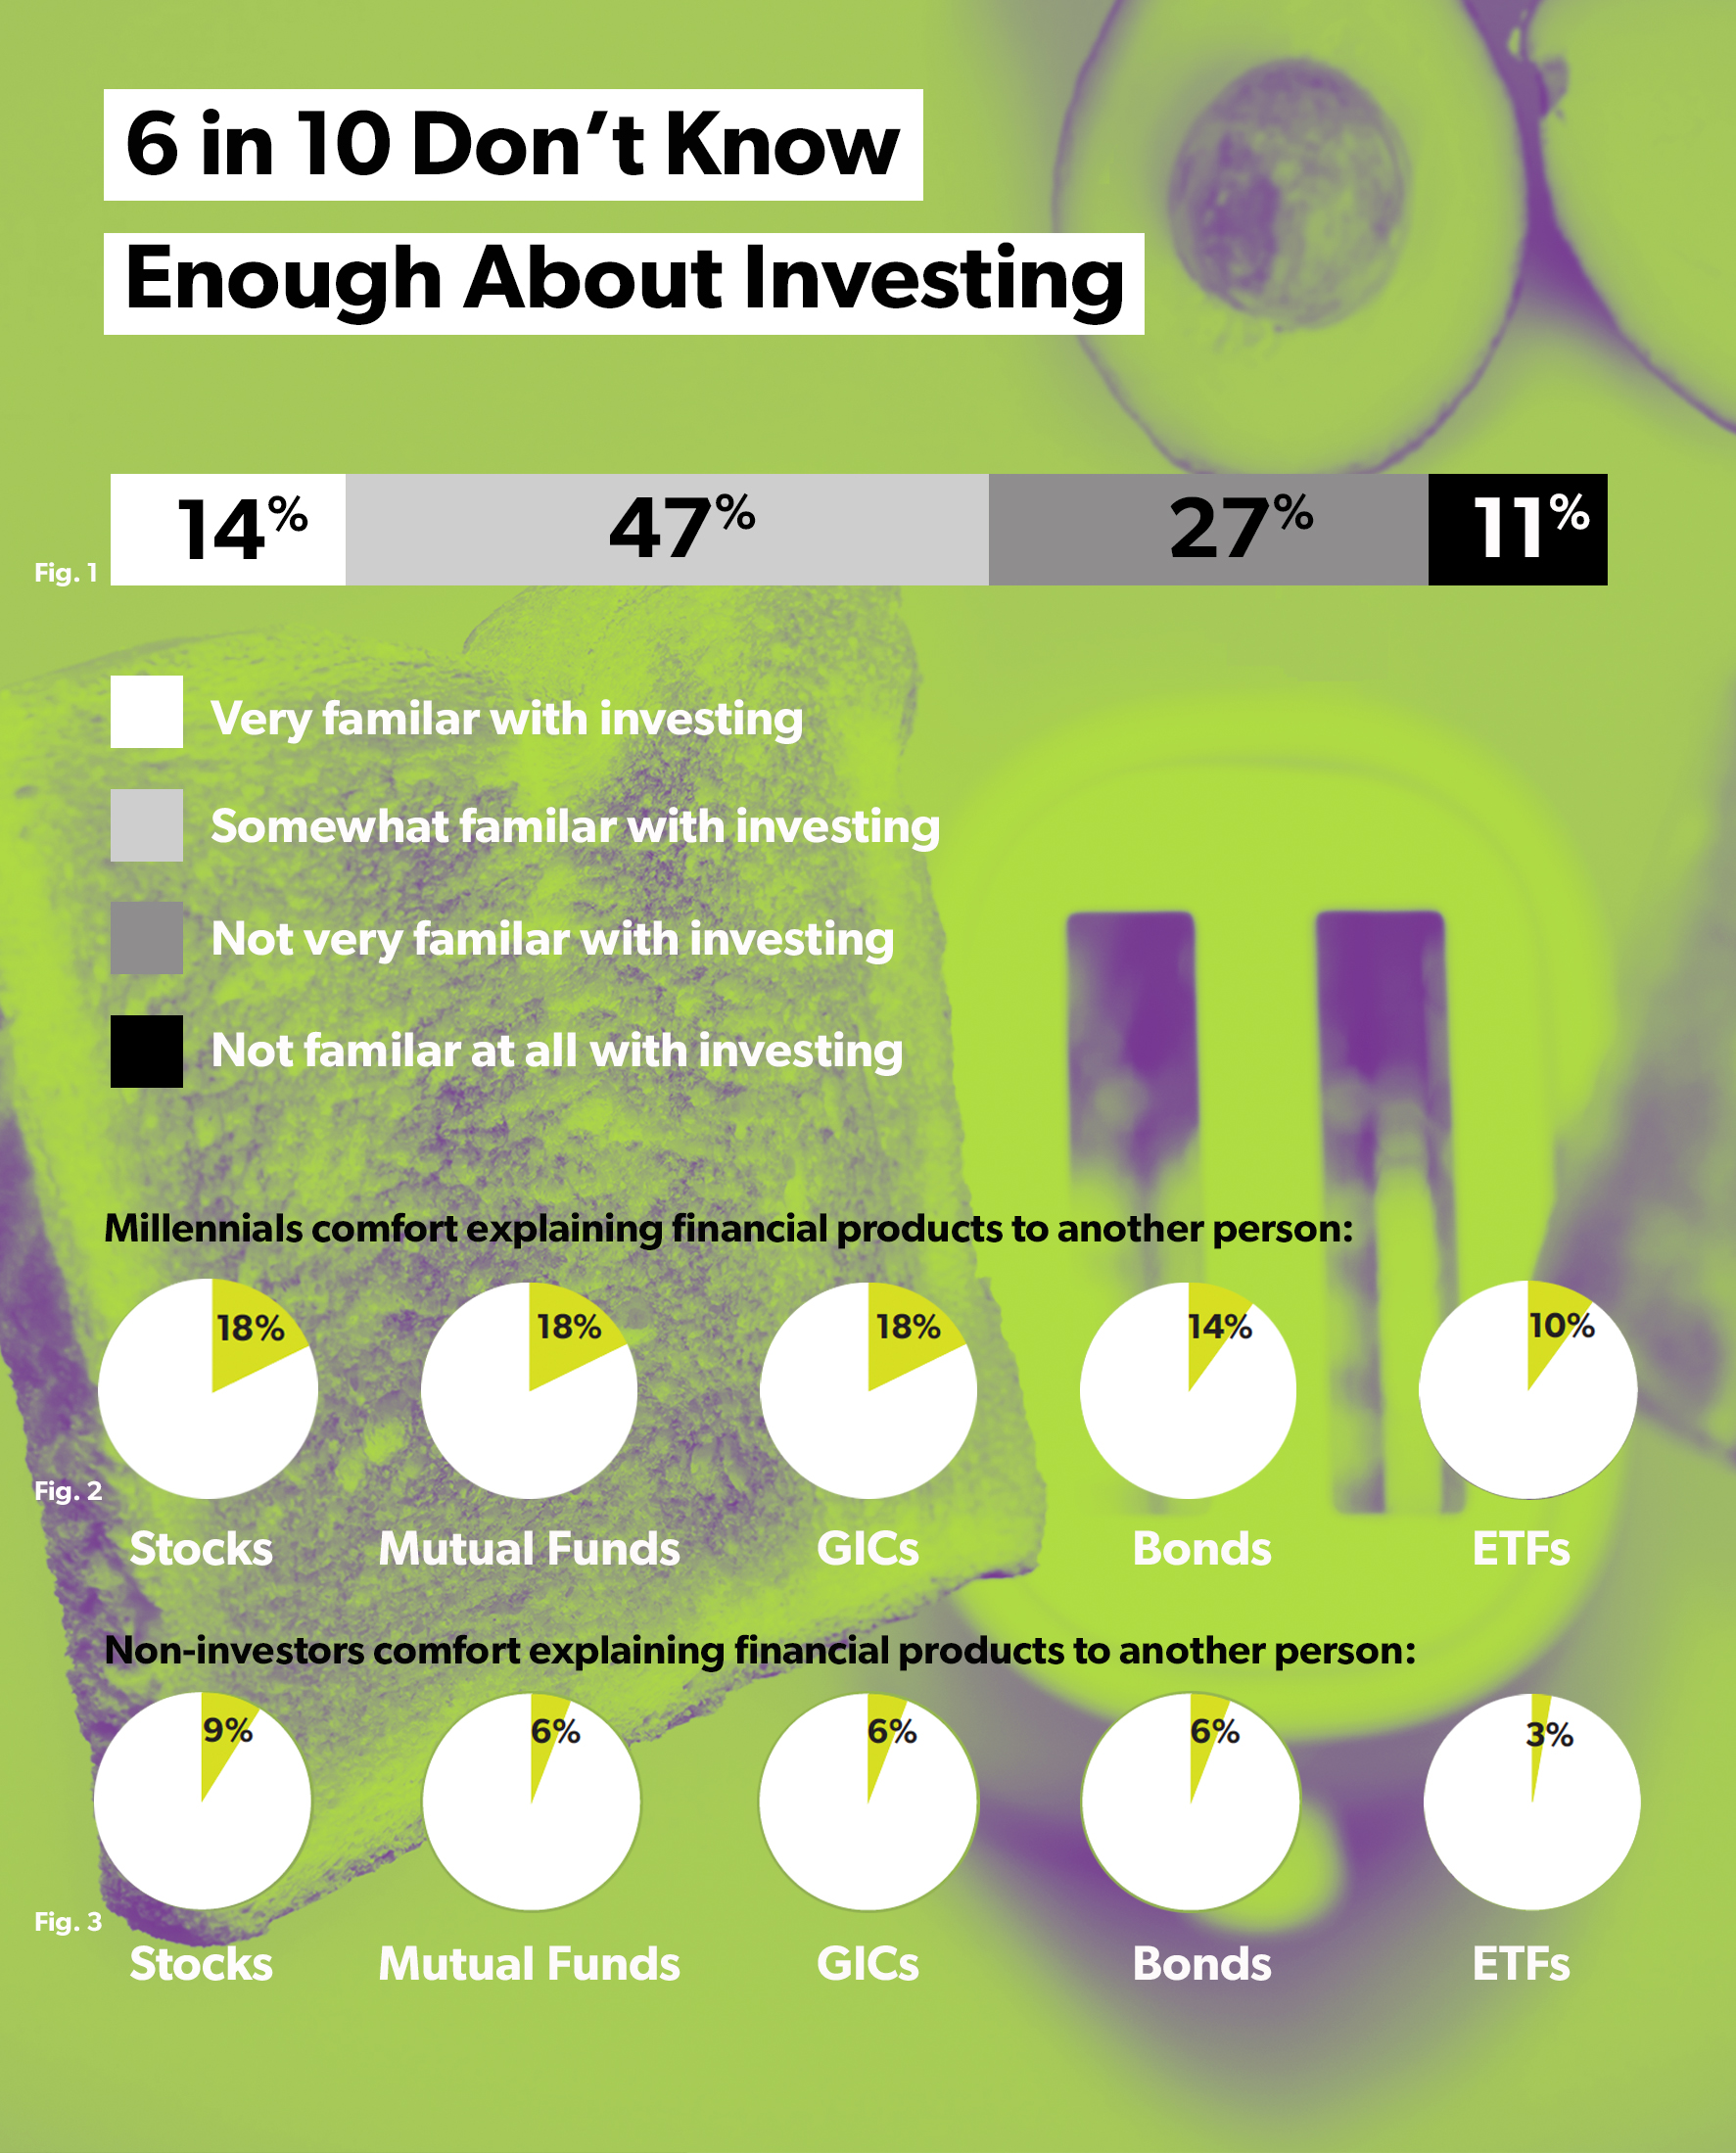 6 in 10 Don’t Know
Enough About Investing
14% 47% 27% 11%
Fig. 1
Very familar with investing
Somewhat familar with investing
Not very familar with investing
Not familar at all with investing
Millennials comfort explaining financial products to another person:
18% 18% 18% 14% 10%
Fig. 2
Stocks Mutual Funds GICs Bonds ETFs
Non-investors comfort explaining financial products to another person:
9% 6% 6% 6% 3%
Fig. 3
Stocks Mutual Funds GICs Bonds ETFs